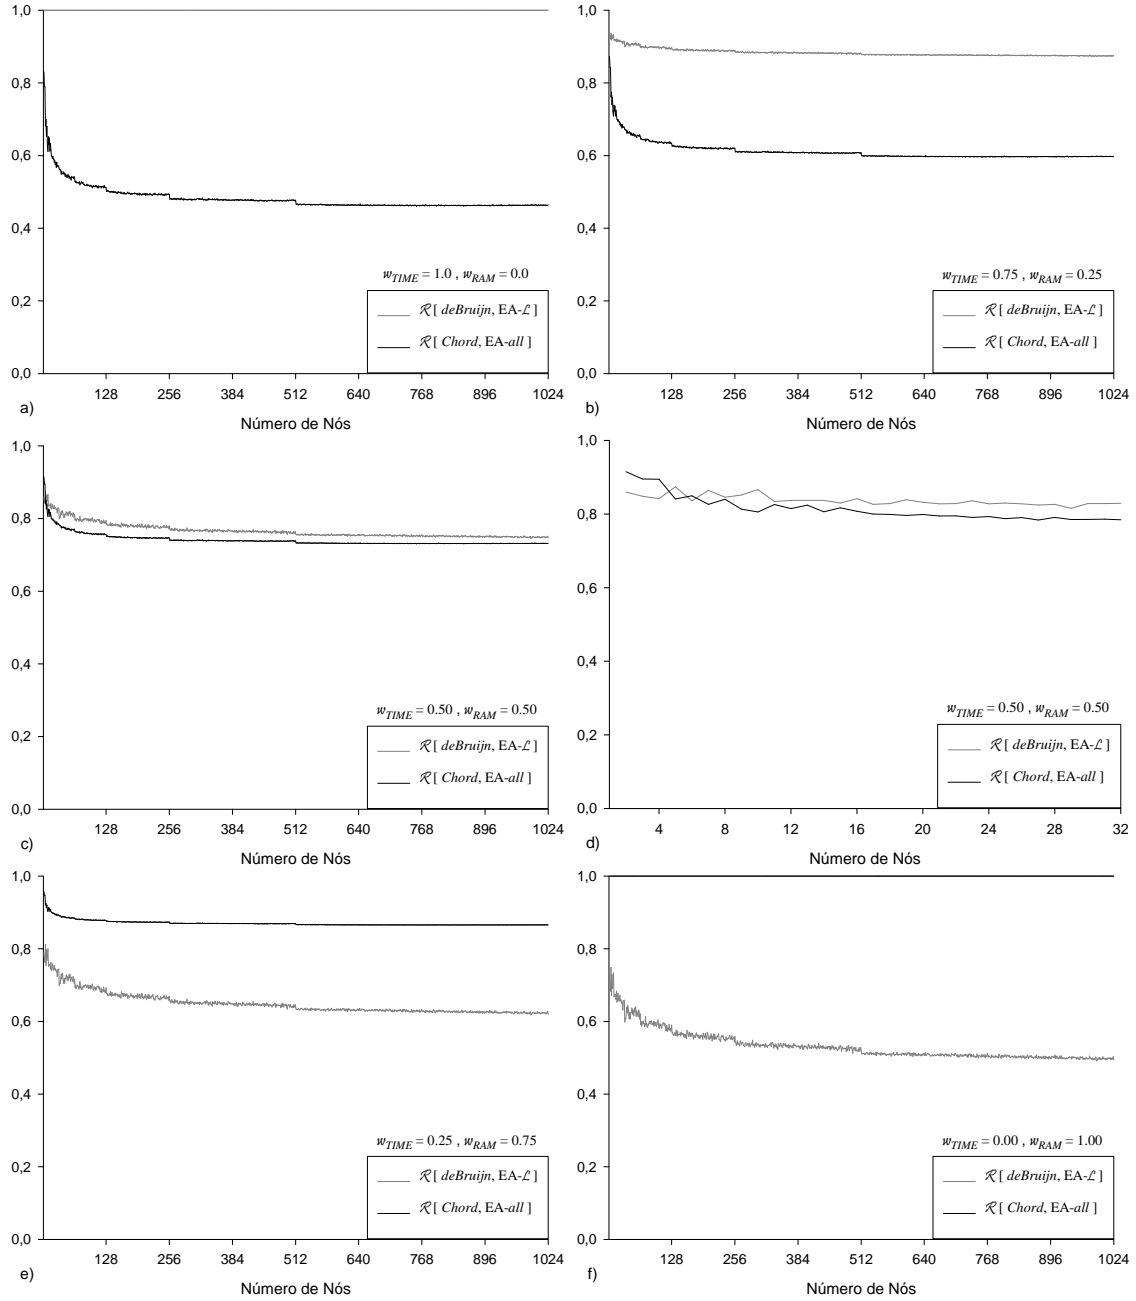 1,0
0,8
0,6
0,4
0,2
0,0
128 256 384 512 640 768 896 1024
a)
Número de Nós
w_TIME = 1.0 , w_RAM = 0.0
ℛ[ deBruijn, EA-ℒ ]
ℛ[ Chord, EA-all ]
1,0
0,8
0,6
0,4
0,2
0,0
128 256 384 512 640 768 896 1024
b)
Número de Nós
w_TIME = 0.75 , w_RAM = 0.25
ℛ[ deBruijn, EA-ℒ ]
ℛ[ Chord, EA-all ]
1,0
0,8
0,6
0,4
0,2
0,0
128 256 384 512 640 768 896 1024
c)
Número de Nós
w_TIME = 0.50 , w_RAM = 0.50
ℛ[ deBruijn, EA-ℒ ]
ℛ[ Chord, EA-all ]
1,0
0,8
0,6
0,4
0,2
0,0
4 8 12 16 20 24 28 32
d)
Número de Nós
w_TIME = 0.50 , w_RAM = 0.50
ℛ[ deBruijn, EA-ℒ ]
ℛ[ Chord, EA-all ]
1,0
0,8
0,6
0,4
0,2
0,0
128 256 384 512 640 768 896 1024
e)
Número de Nós
w_TIME = 0.25 , w_RAM = 0.75
ℛ[ deBruijn, EA-ℒ ]
ℛ[ Chord, EA-all ]
1,0
0,8
0,6
0,4
0,2
0,0
128 256 384 512 640 768 896 1024
f)
Número de Nós
w_TIME = 0.00 , w_RAM = 1.00
ℛ[ deBruijn, EA-ℒ ]
ℛ[ Chord, EA-all ]